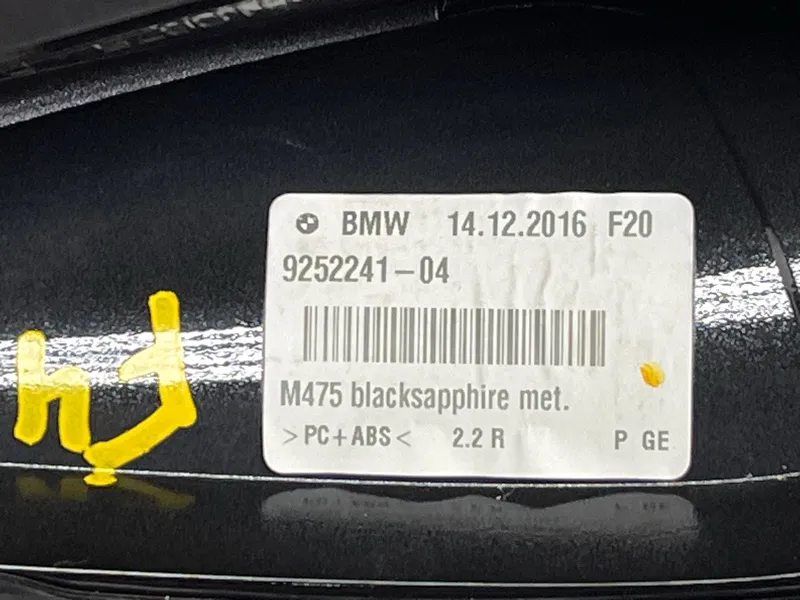 BMW 14.12.2016 F20
9252241-04
M475 blacksapphire met.
>PC+ABS< 2.2 R P GE